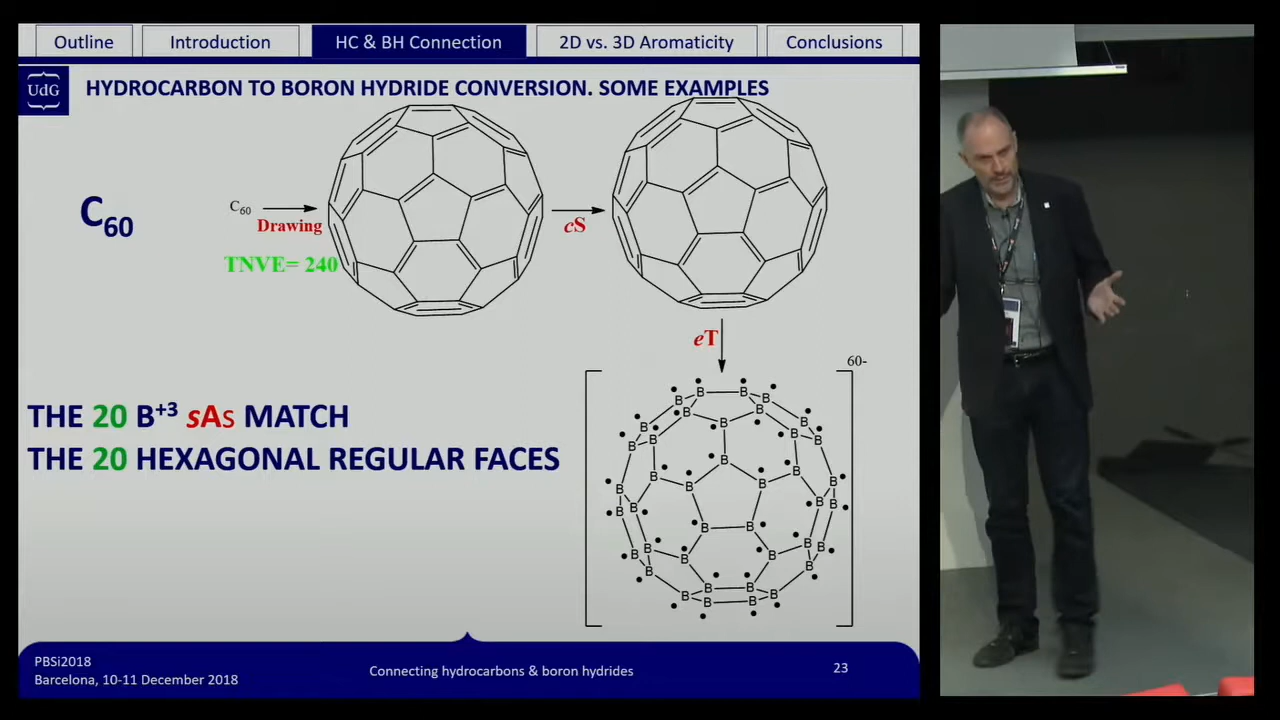 Outline
Introduction
HC & BH Connection
2D vs. 3D Aromaticity
Conclusions
UdG
HYDROCARBON TO BORON HYDRIDE CONVERSION. SOME EXAMPLES
C60
C60
Drawing
TNVE= 240
cS
eT
60-
THE 20 B+3 sAs MATCH
THE 20 HEXAGONAL REGULAR FACES
B B B B B B B B B B B B B B B B B B B B B B B B B B B B B B B B B B B B B B B B
PBSi2018
Barcelona, 10-11 December 2018
Connecting hydrocarbons & boron hydrides
23